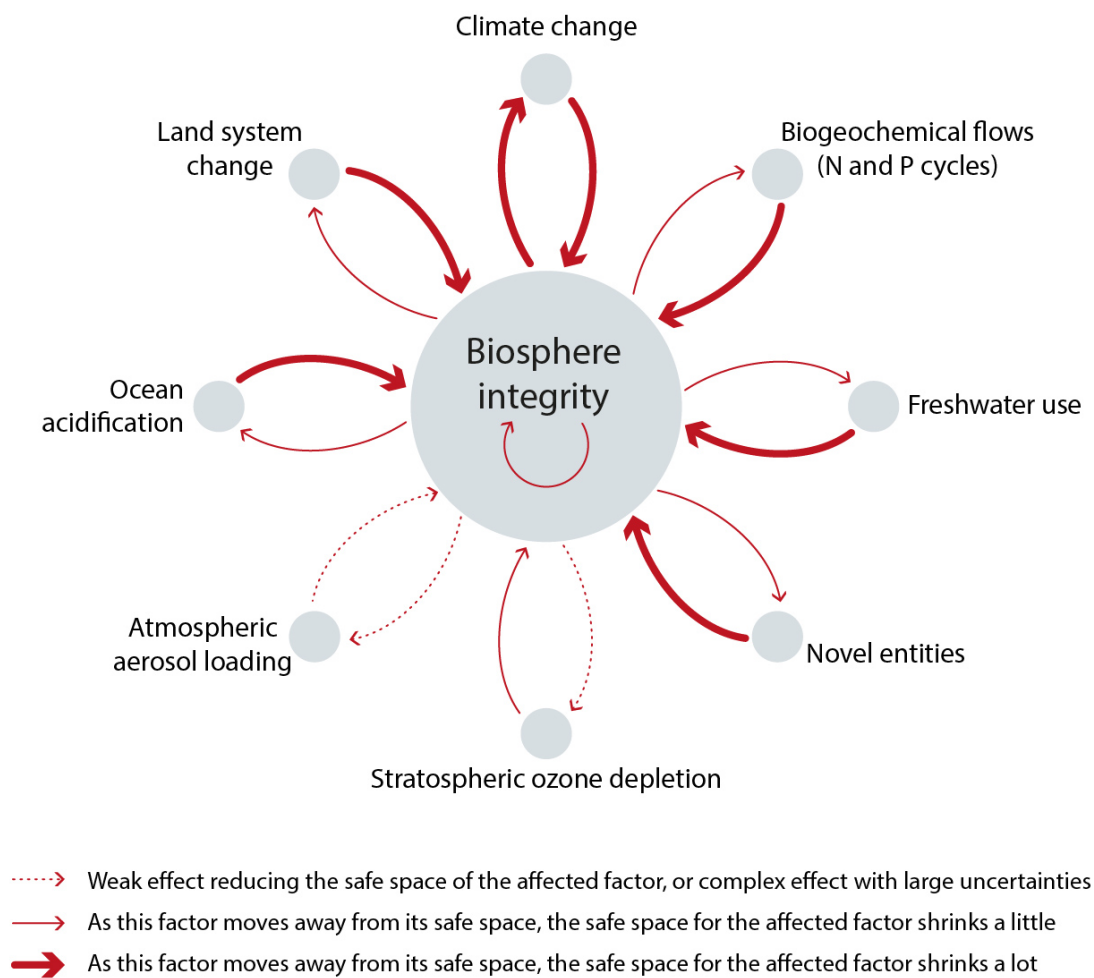 Climate change
Land system
change
Biogeochemical flows
(N and P cycles)
Biosphere
integrity
Ocean
acidification
Freshwater use
Atmospheric
aerosol loading
Novel entities
Stratospheric ozone depletion
Weak effect reducing the safe space of the affected factor, or complex effect with large uncertainties
As this factor moves away from its safe space, the safe space for the affected factor shrinks a little
As this factor moves away from its safe space, the safe space for the affected factor shrinks a lot